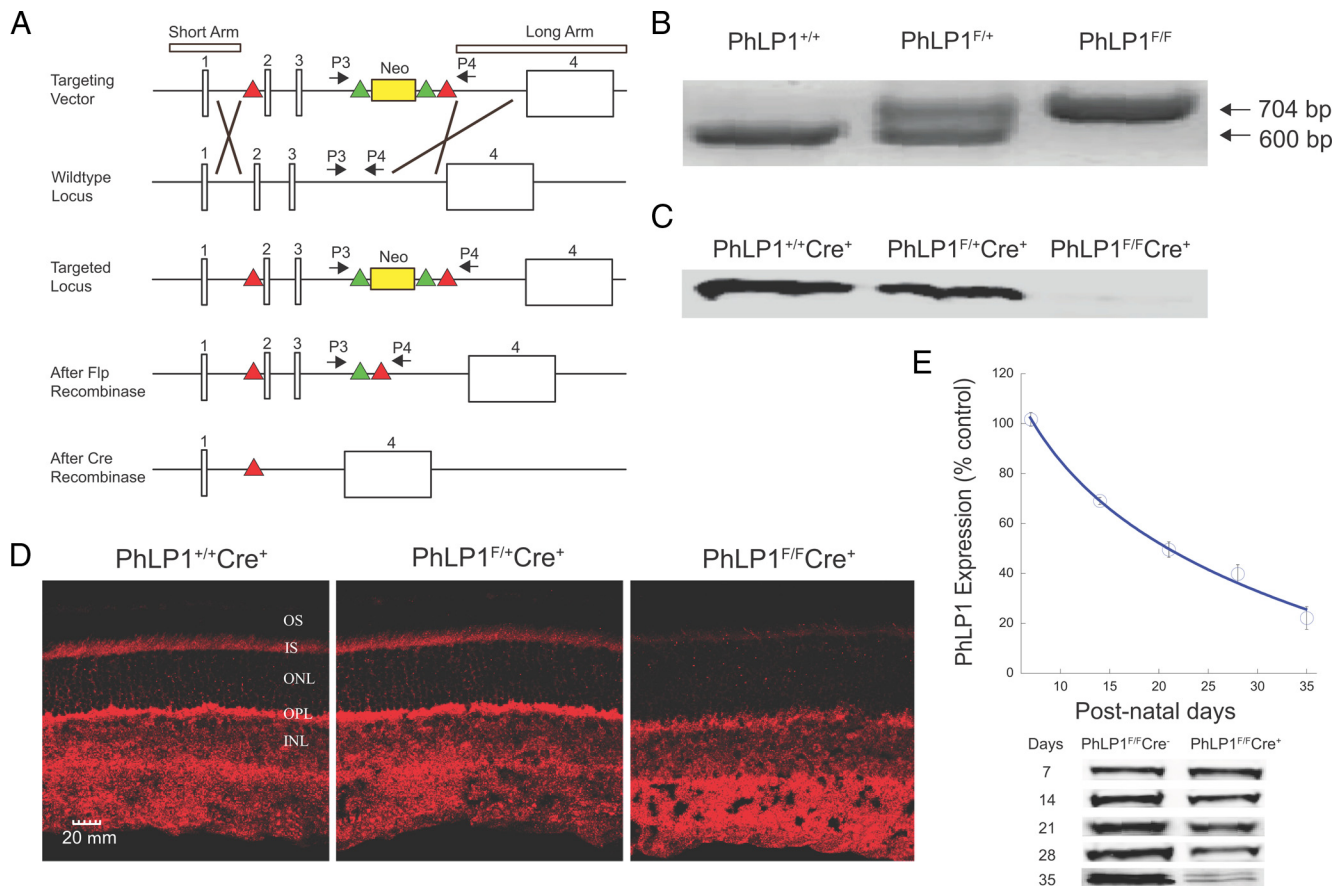 A
Short Arm
Long Arm
1 2 3 P3 Neo P4 4
Targeting
Vector
1 2 3 P3 P4 4
Wildtype
Locus
1 2 3 P3 Neo P4 4
Targeted
Locus
1 2 3 P3 P4 4
After Flp
Recombinase
1 4
After Cre
Recombinase
B
PhLP1+/+ PhLP1F/+ PhLP1F/F
704 bp
600 bp
C
PhLP1+/+Cre+ PhLP1F/+Cre+ PhLP1F/FCre+
D
PhLP1+/+Cre+ PhLP1F/+Cre+ PhLP1F/FCre+
OS
IS
ONL
OPL
INL
20 mm
E
PhLP1 Expression (% control)
120
100
80
60
40
20
0
10 15 20 25 30 35
Post-natal days
Days PhLP1F/FCre- PhLP1F/FCre+
7
14
21
28
35